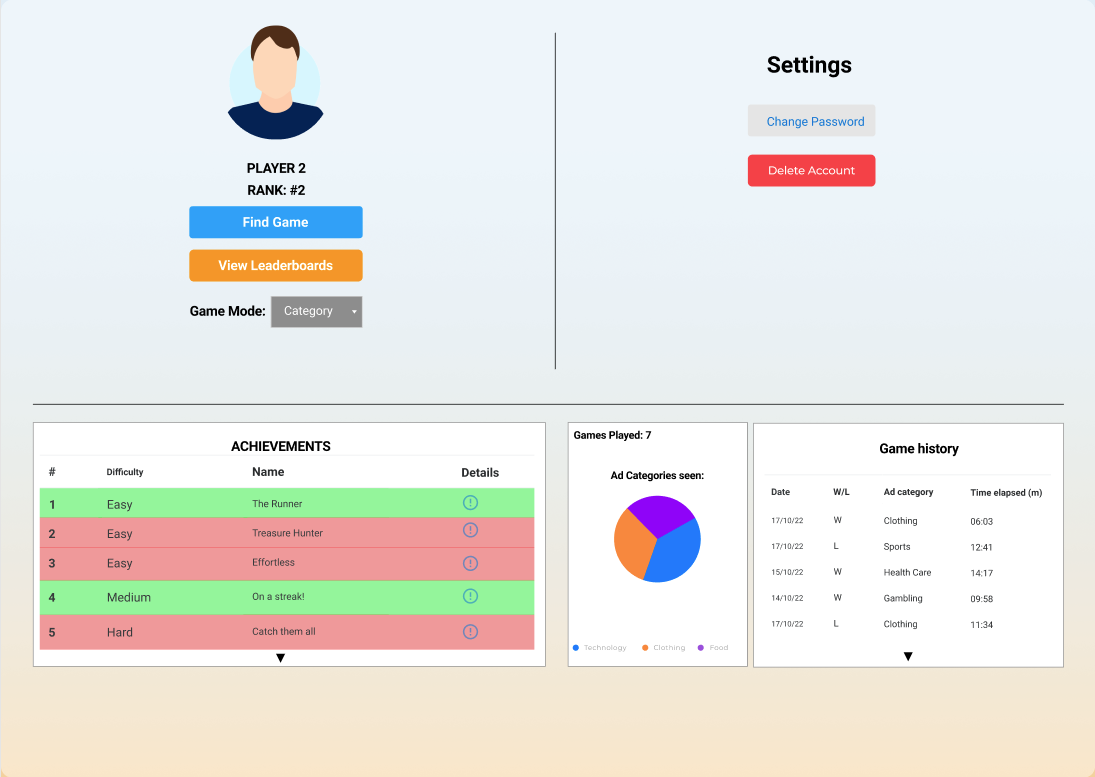 PLAYER 2
RANK: #2
Find Game
View Leaderboards
Game Mode: Category
Settings
Change Password
Delete Account
ACHIEVEMENTS
# Difficulty Name Details
1 Easy The Runner
2 Easy Treasure Hunter
3 Easy Effortless
4 Medium On a streak!
5 Hard Catch them all
Games Played: 7
Ad Categories seen:
Technology Clothing Food
Game history
Date W/L Ad category Time elapsed (m)
17/10/22 W Clothing 06:03
17/10/22 L Sports 12:41
15/10/22 W Health Care 14:17
14/10/22 W Gambling 09:58
17/10/22 L Clothing 11:34